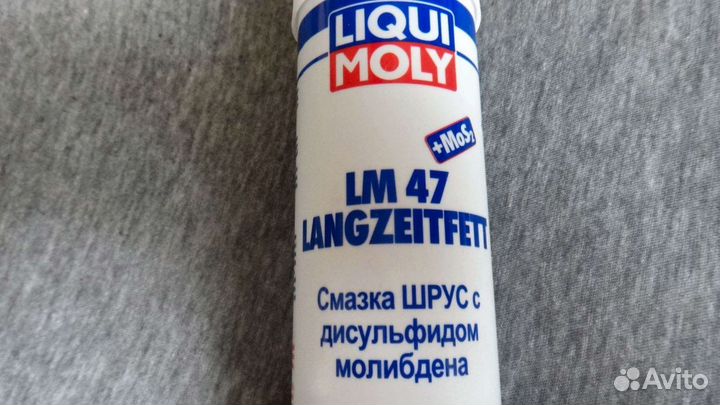 LIQUI
MOLY
+MoS₂
LM 47
LANGZEITFETT
Смазка ШРУС с
дисульфидом
молибдена
Avito